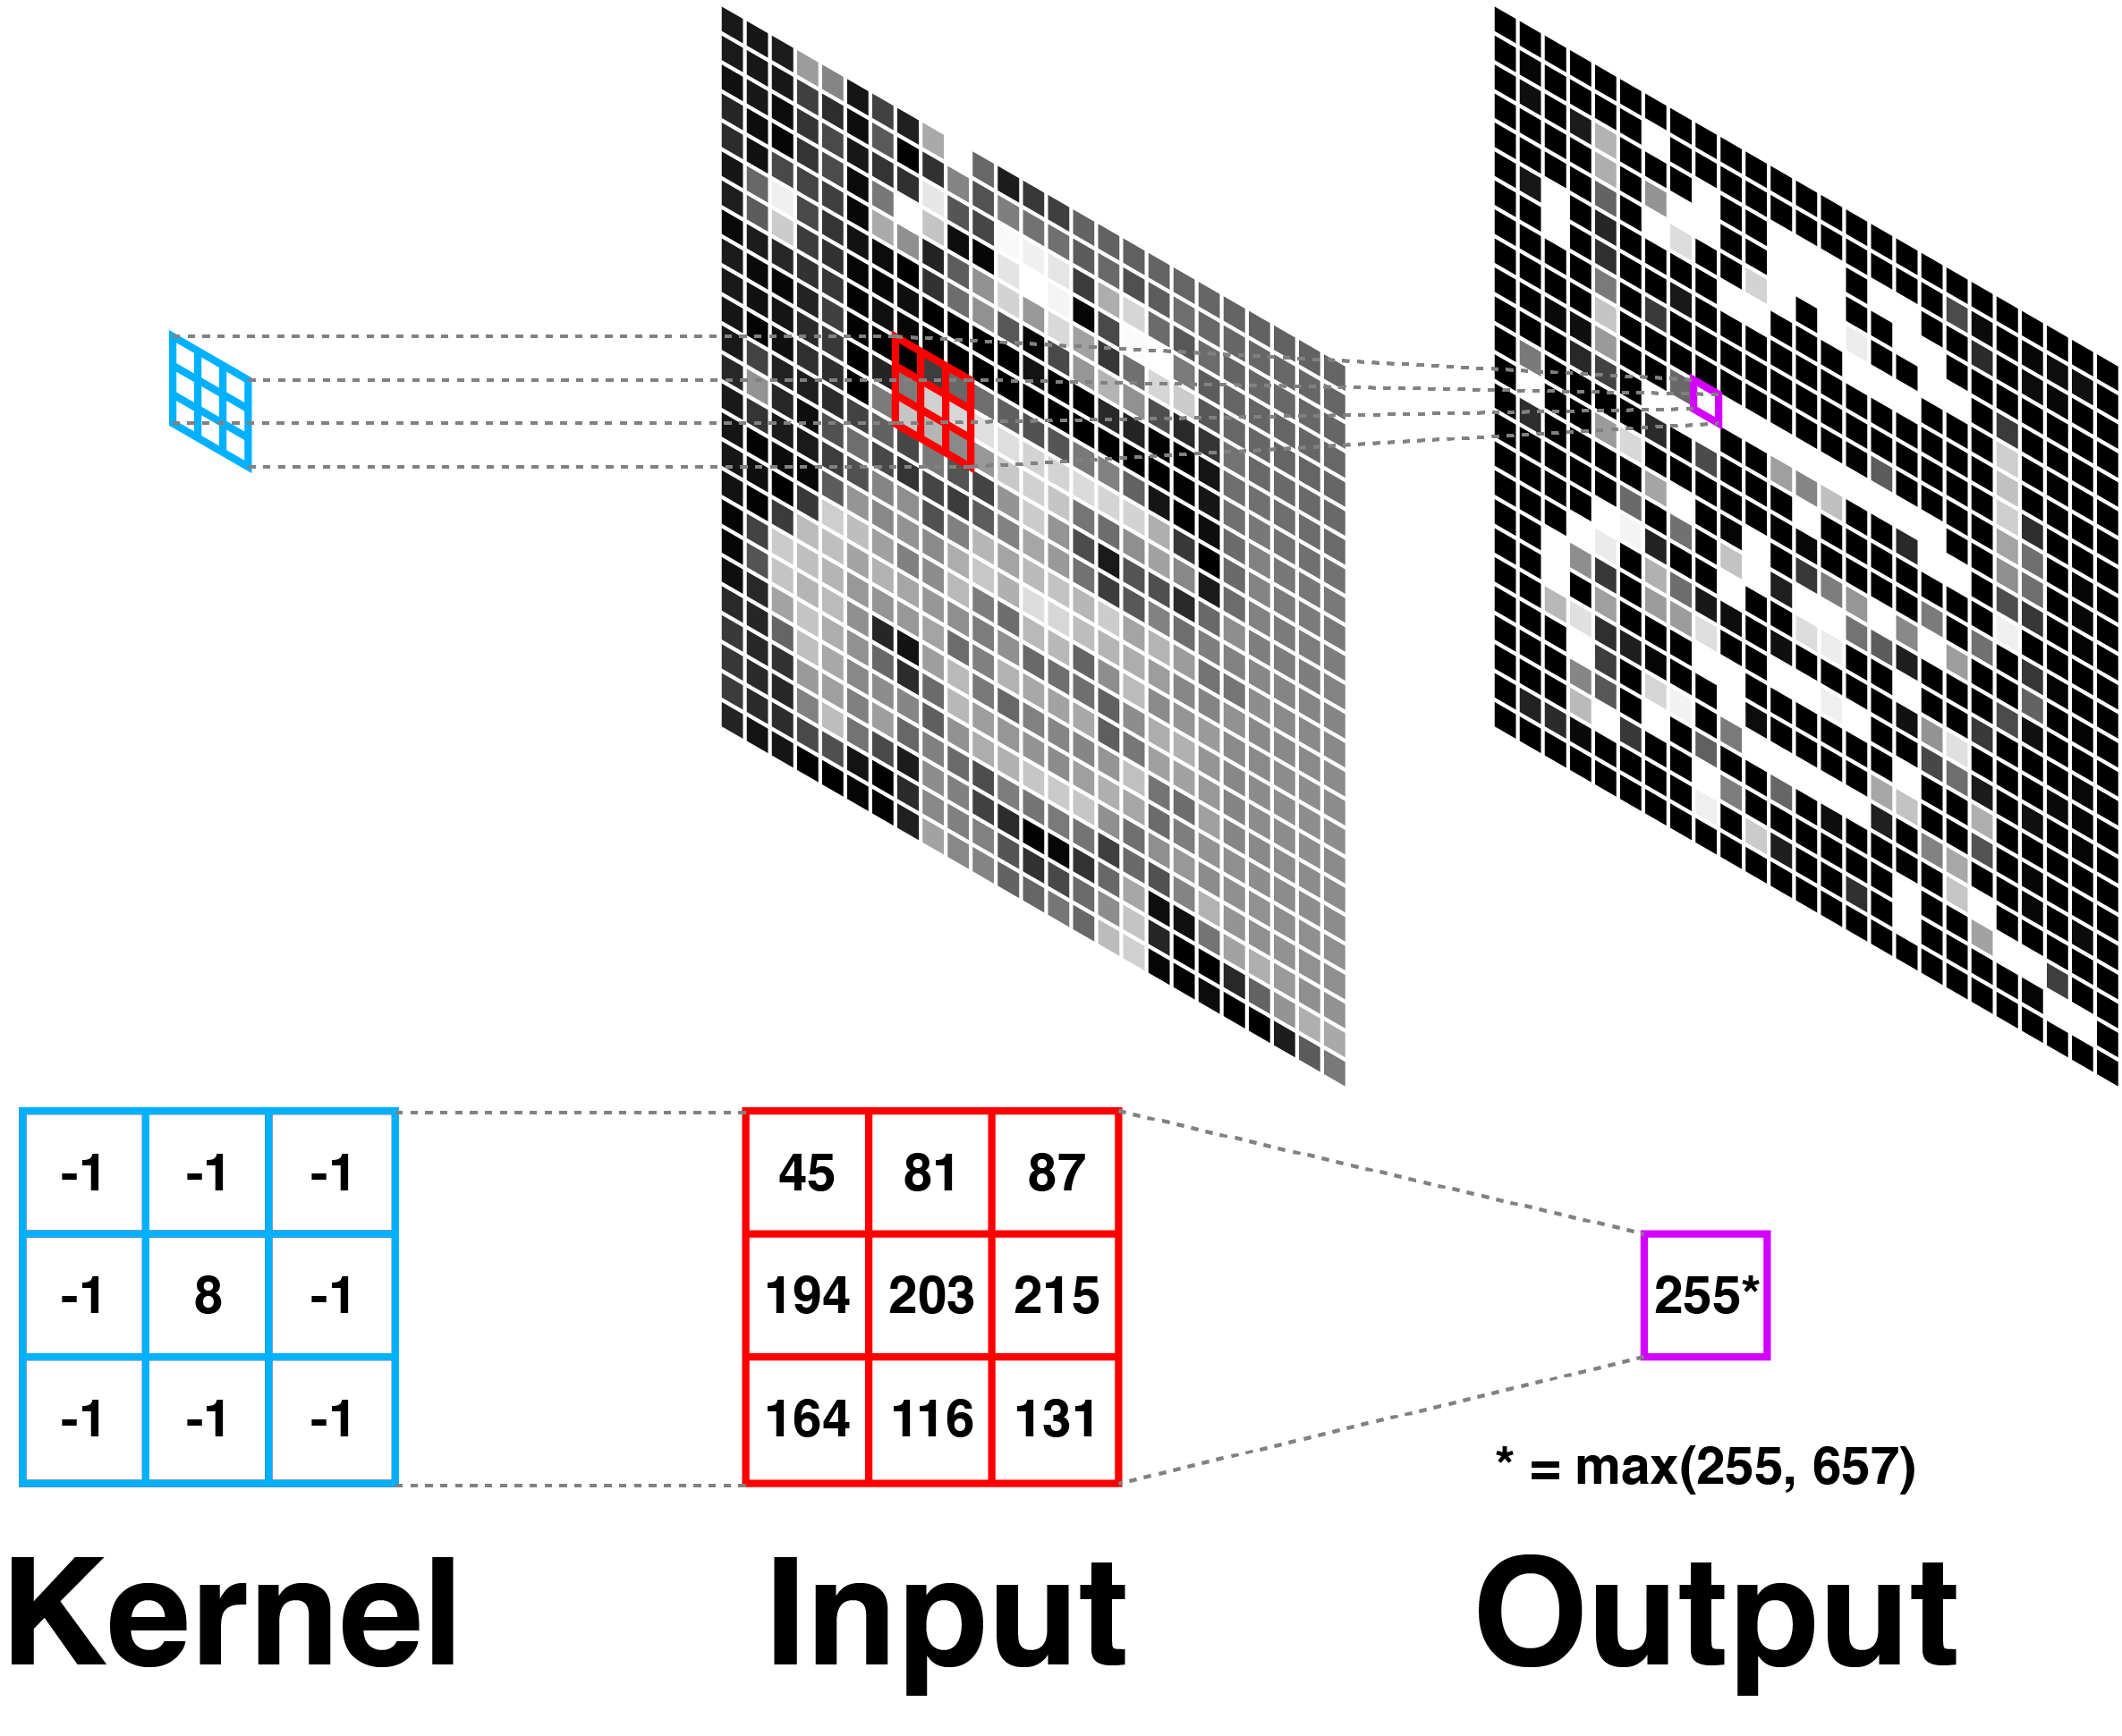 -1 -1 -1 45 81 87
-1 8 -1 194 203 215 255*
-1 -1 -1 164 116 131
* = max(255, 657)
Kernel Input Output